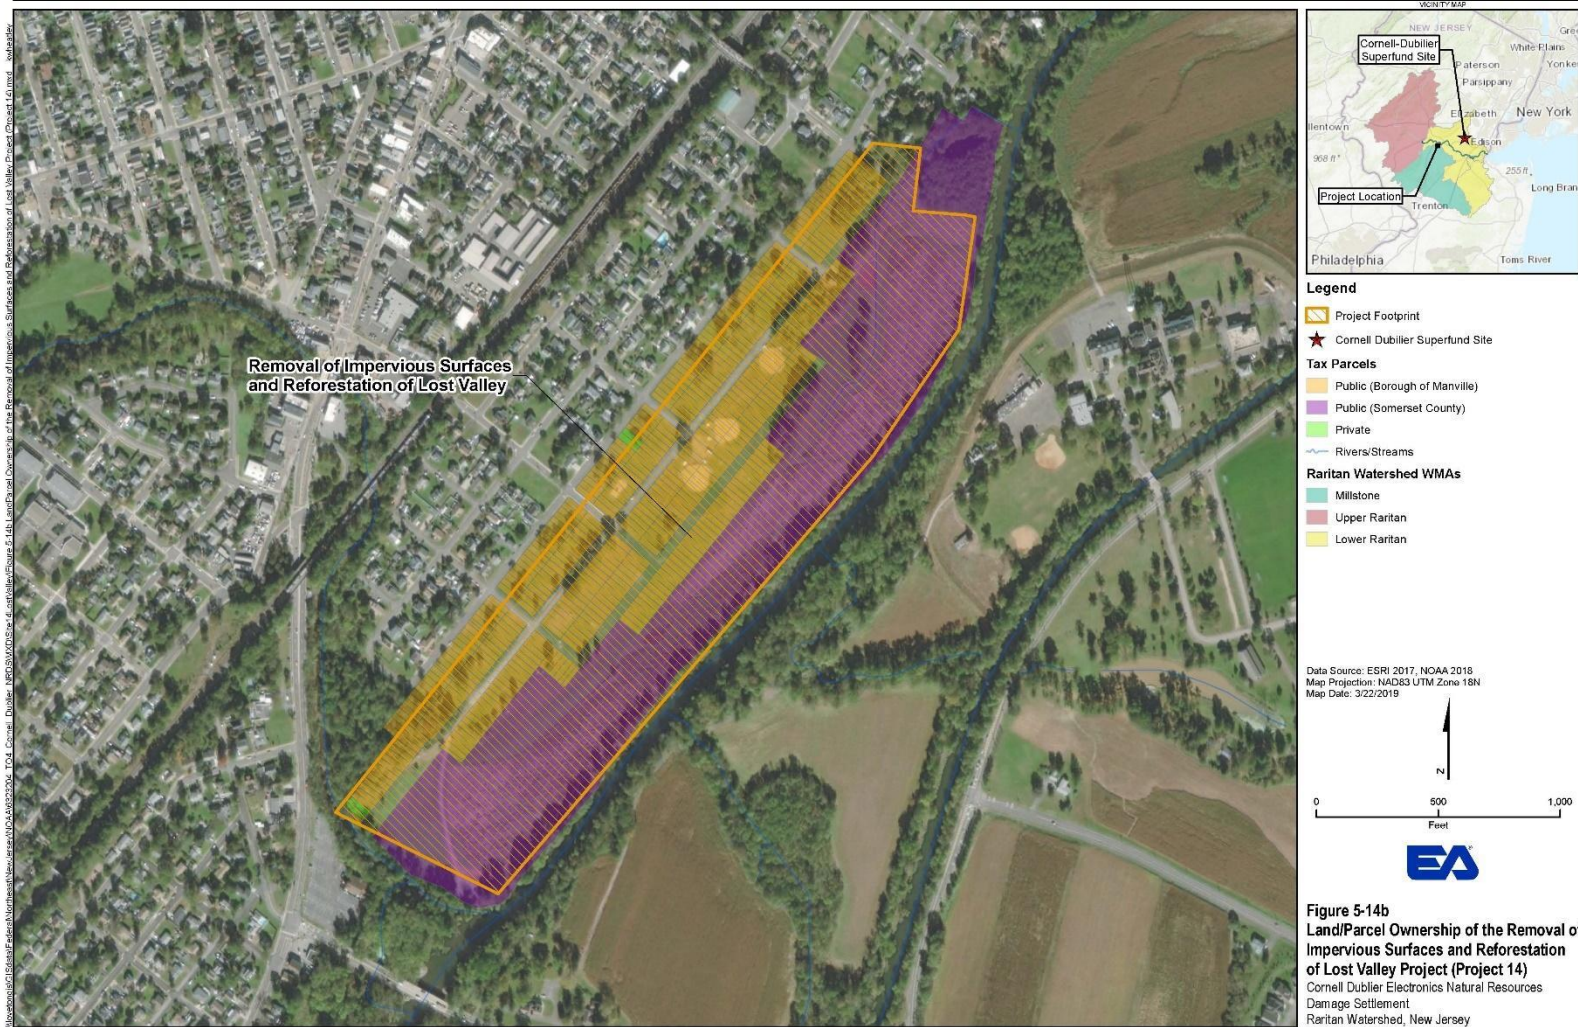 VICINITY MAP
NEW JERSEY
Cornell-Dubilier
Superfund Site
White Plains
Paterson
Parsippany
Elizabeth
New York
Edison
968 ft
255 ft
Project Location
Trenton
Philadelphia
Toms River
Removal of Impervious Surfaces
and Reforestation of Lost Valley
Legend
Project Footprint
Cornell Dubilier Superfund Site
Tax Parcels
Public (Borough of Manville)
Public (Somerset County)
Private
Rivers/Streams
Raritan Watershed WMAs
Millstone
Upper Raritan
Lower Raritan
Data Source: ESRI 2017, NOAA 2018
Map Projection: NAD83 UTM Zone 18N
Map Date: 3/22/2019
N
0 500 1,000
Feet
EA
Figure 5-14b
Land/Parcel Ownership of the Removal of
Impervious Surfaces and Reforestation
of Lost Valley Project (Project 14)
Cornell Dublier Electronics Natural Resources
Damage Settlement
Raritan Watershed, New Jersey